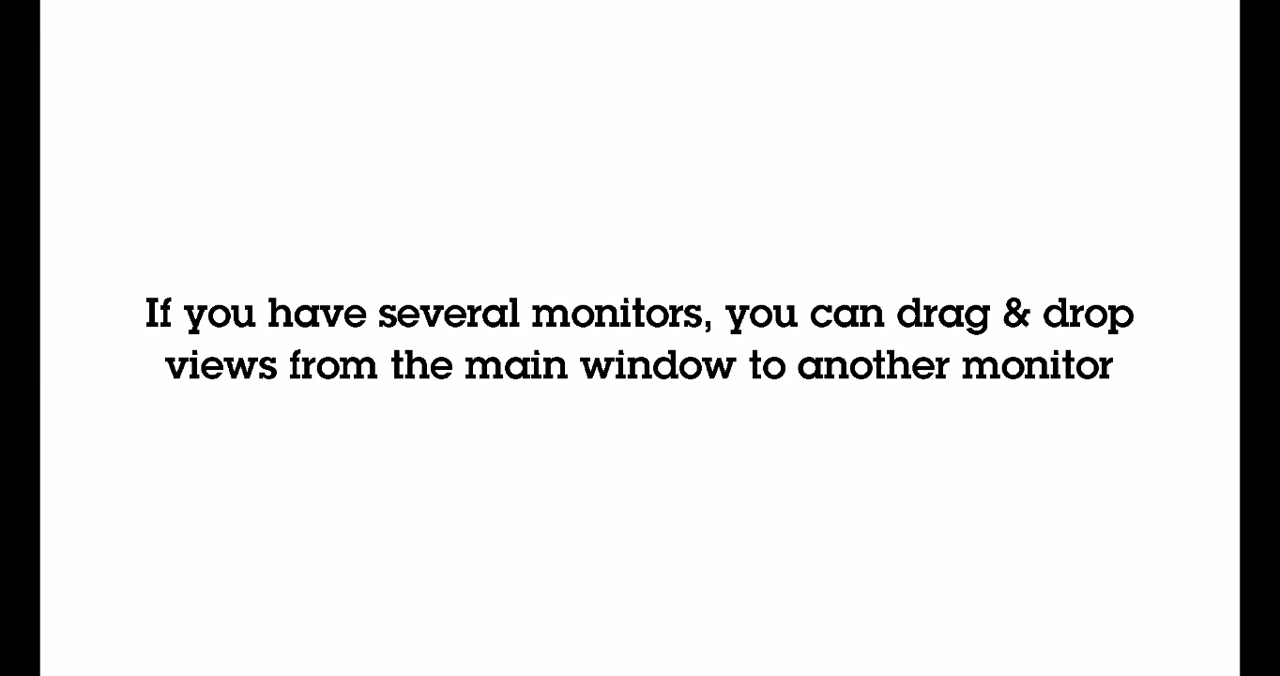 If you have several monitors, you can drag & drop
views from the main window to another monitor